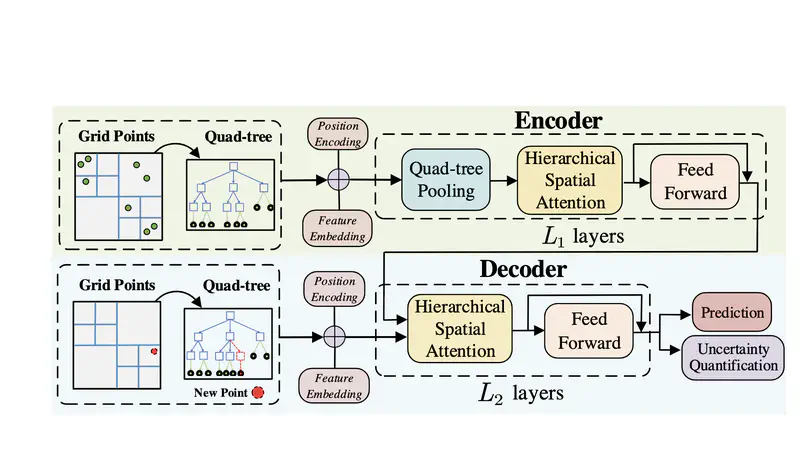 Encoder
Grid Points
Quad-tree
Position
Encoding
Feature
Embedding
Quad-tree
Pooling
Hierarchical
Spatial
Attention
Feed
Forward
L1 layers
Decoder
Grid Points
Quad-tree
New Point
Position
Encoding
Feature
Embedding
Hierarchical
Spatial
Attention
Feed
Forward
L2 layers
Prediction
Uncertainty
Quantification